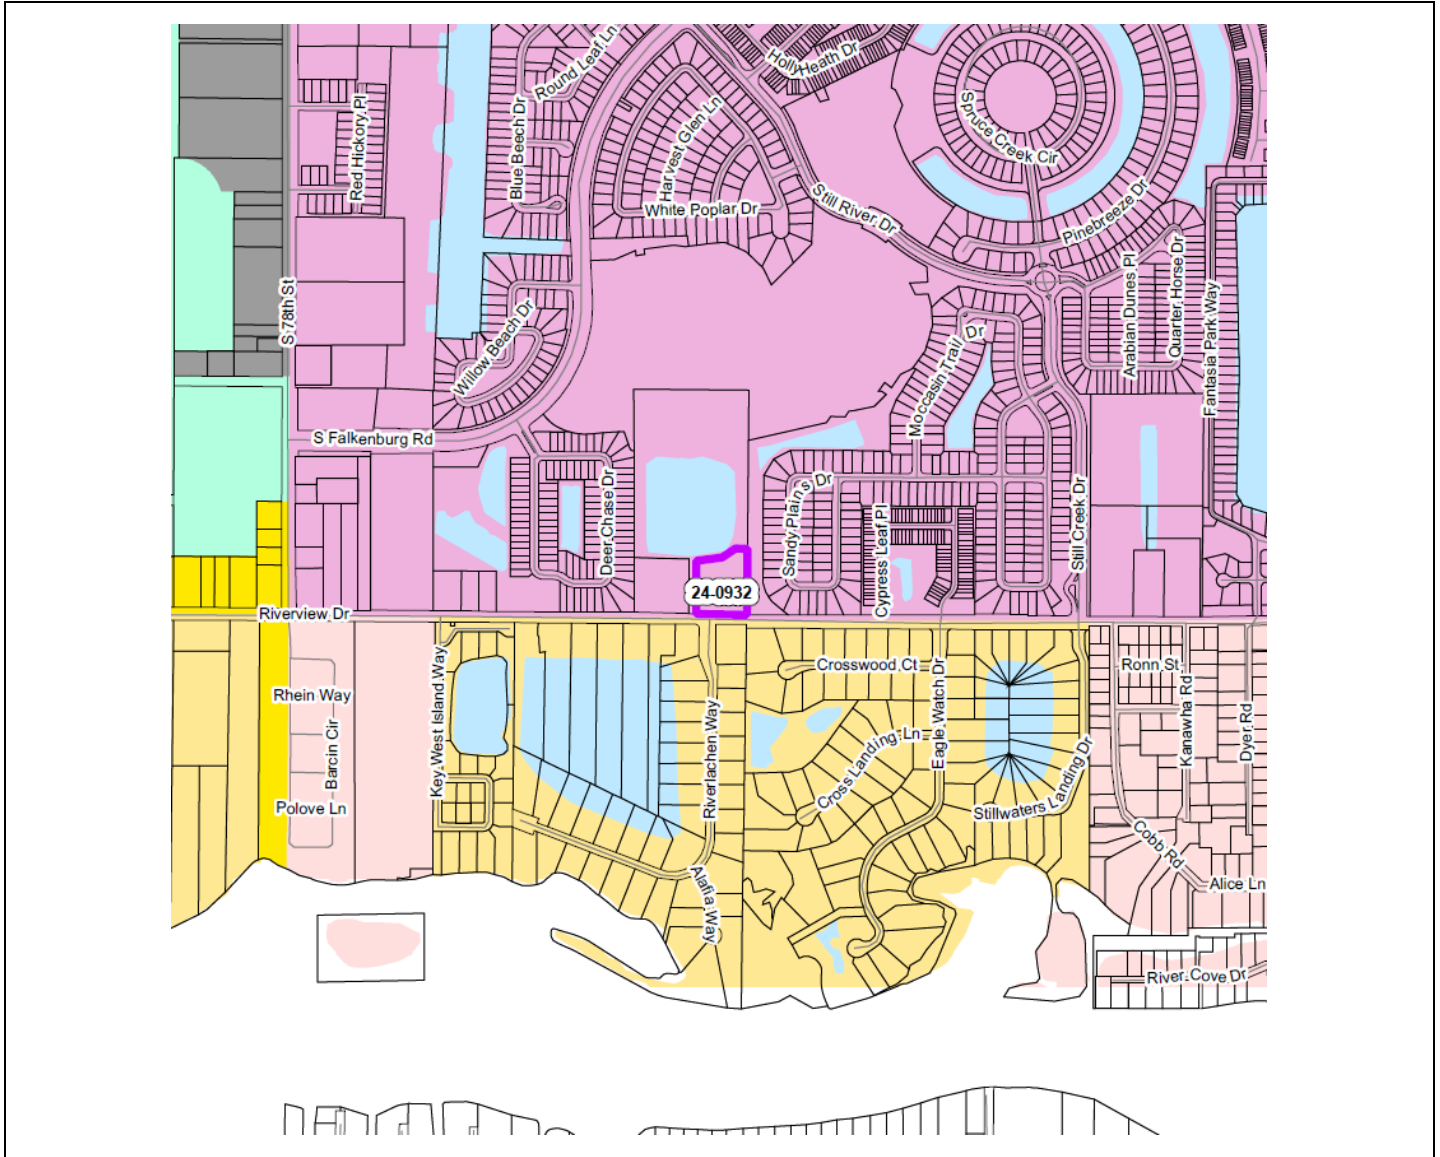 Round Leaf Ln
Holly Heath Dr
Red Hickory Pl
Blue Beech Dr
Harvest Glen Ln
Spruce Creek Cir
White Poplar Dr
Still River Dr
Pinebreeze Dr
S 78th St
Arabian Dunes Pl
Quarter Horse Dr
Fantasia Park Way
Willow Beach Dr
Moccasin Trail Dr
S Falkenburg Rd
Deer Chase Dr
Sandy Plains Dr
Cypress Leaf Pl
Still Creek Dr
24-0932
Riverview Dr
Key West Island Way
Crosswood Ct
Ronn St
Rhein Way
Barcin Cir
Riverlachen Way
Cross Landing Ln
Eagle Watch Dr
Kanawha Rd
Dyer Rd
Polove Ln
Stillwaters Landing Dr
Cobb Rd
Alafia Way
Alice Ln
River Cove Dr